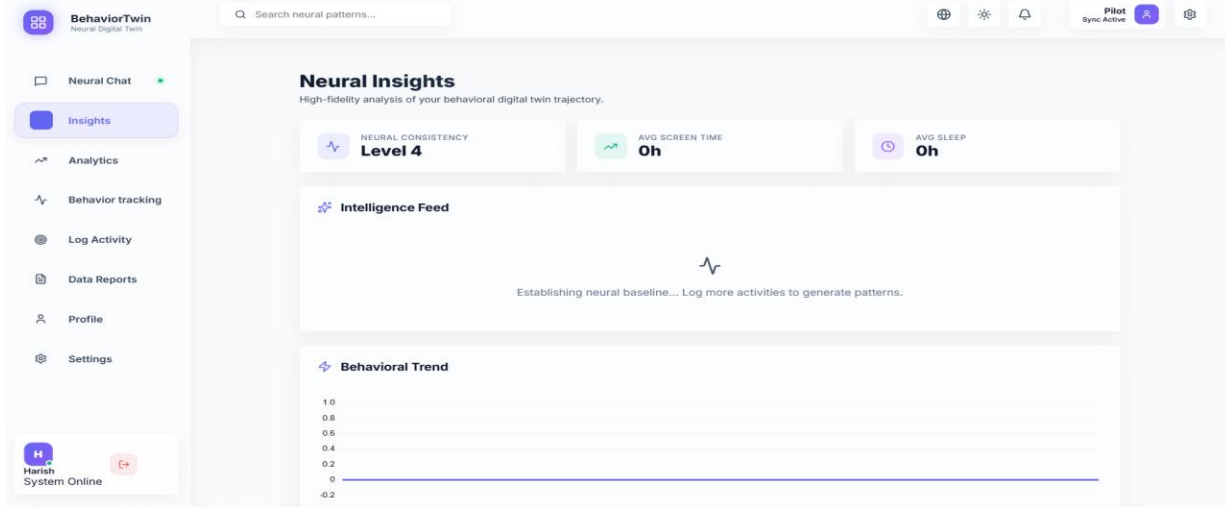 BehaviorTwin
Neural Digital Twin
Search neural patterns...
Pilot
Sync Active
Neural Chat
Insights
Analytics
Behavior tracking
Log Activity
Data Reports
Profile
Settings
H
Harish
System Online
Neural Insights
High-fidelity analysis of your behavioral digital twin trajectory.
NEURAL CONSISTENCY
Level 4
AVG SCREEN TIME
0h
AVG SLEEP
0h
Intelligence Feed
Establishing neural baseline... Log more activities to generate patterns.
Behavioral Trend
1.0
0.8
0.6
0.4
0.2
0
-0.2